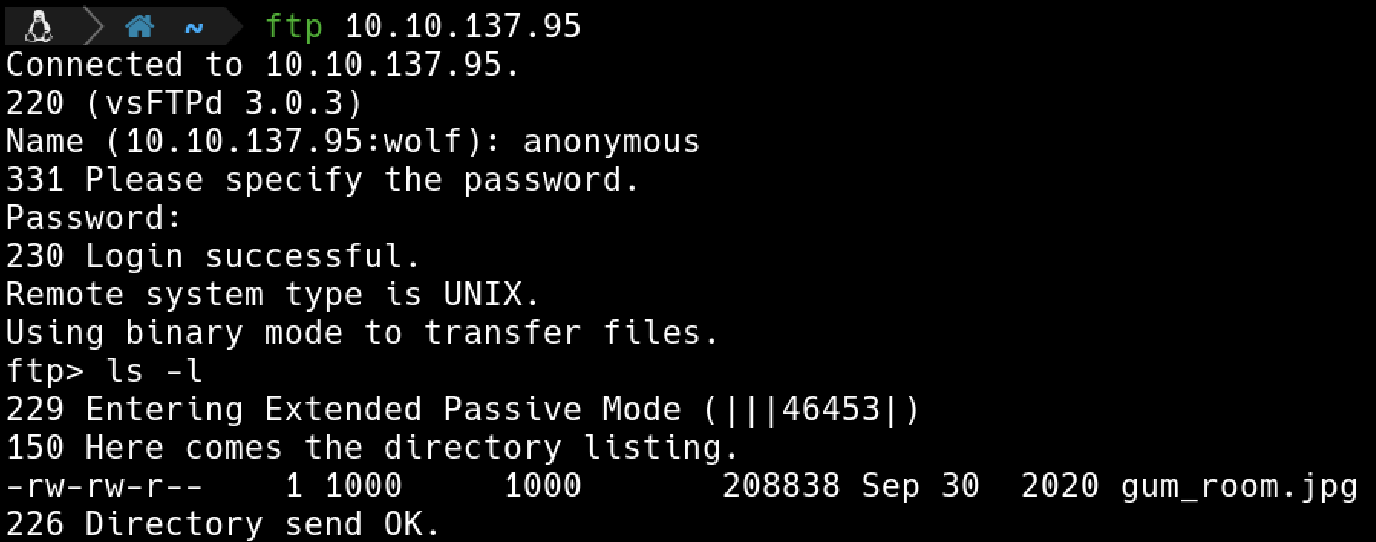 ~ ftp 10.10.137.95
Connected to 10.10.137.95.
220 (vsFTPd 3.0.3)
Name (10.10.137.95:wolf): anonymous
331 Please specify the password.
Password:
230 Login successful.
Remote system type is UNIX.
Using binary mode to transfer files.
ftp> ls -l
229 Entering Extended Passive Mode (|||46453|)
150 Here comes the directory listing.
-rw-rw-r--    1 1000     1000       208838 Sep 30  2020 gum_room.jpg
226 Directory send OK.